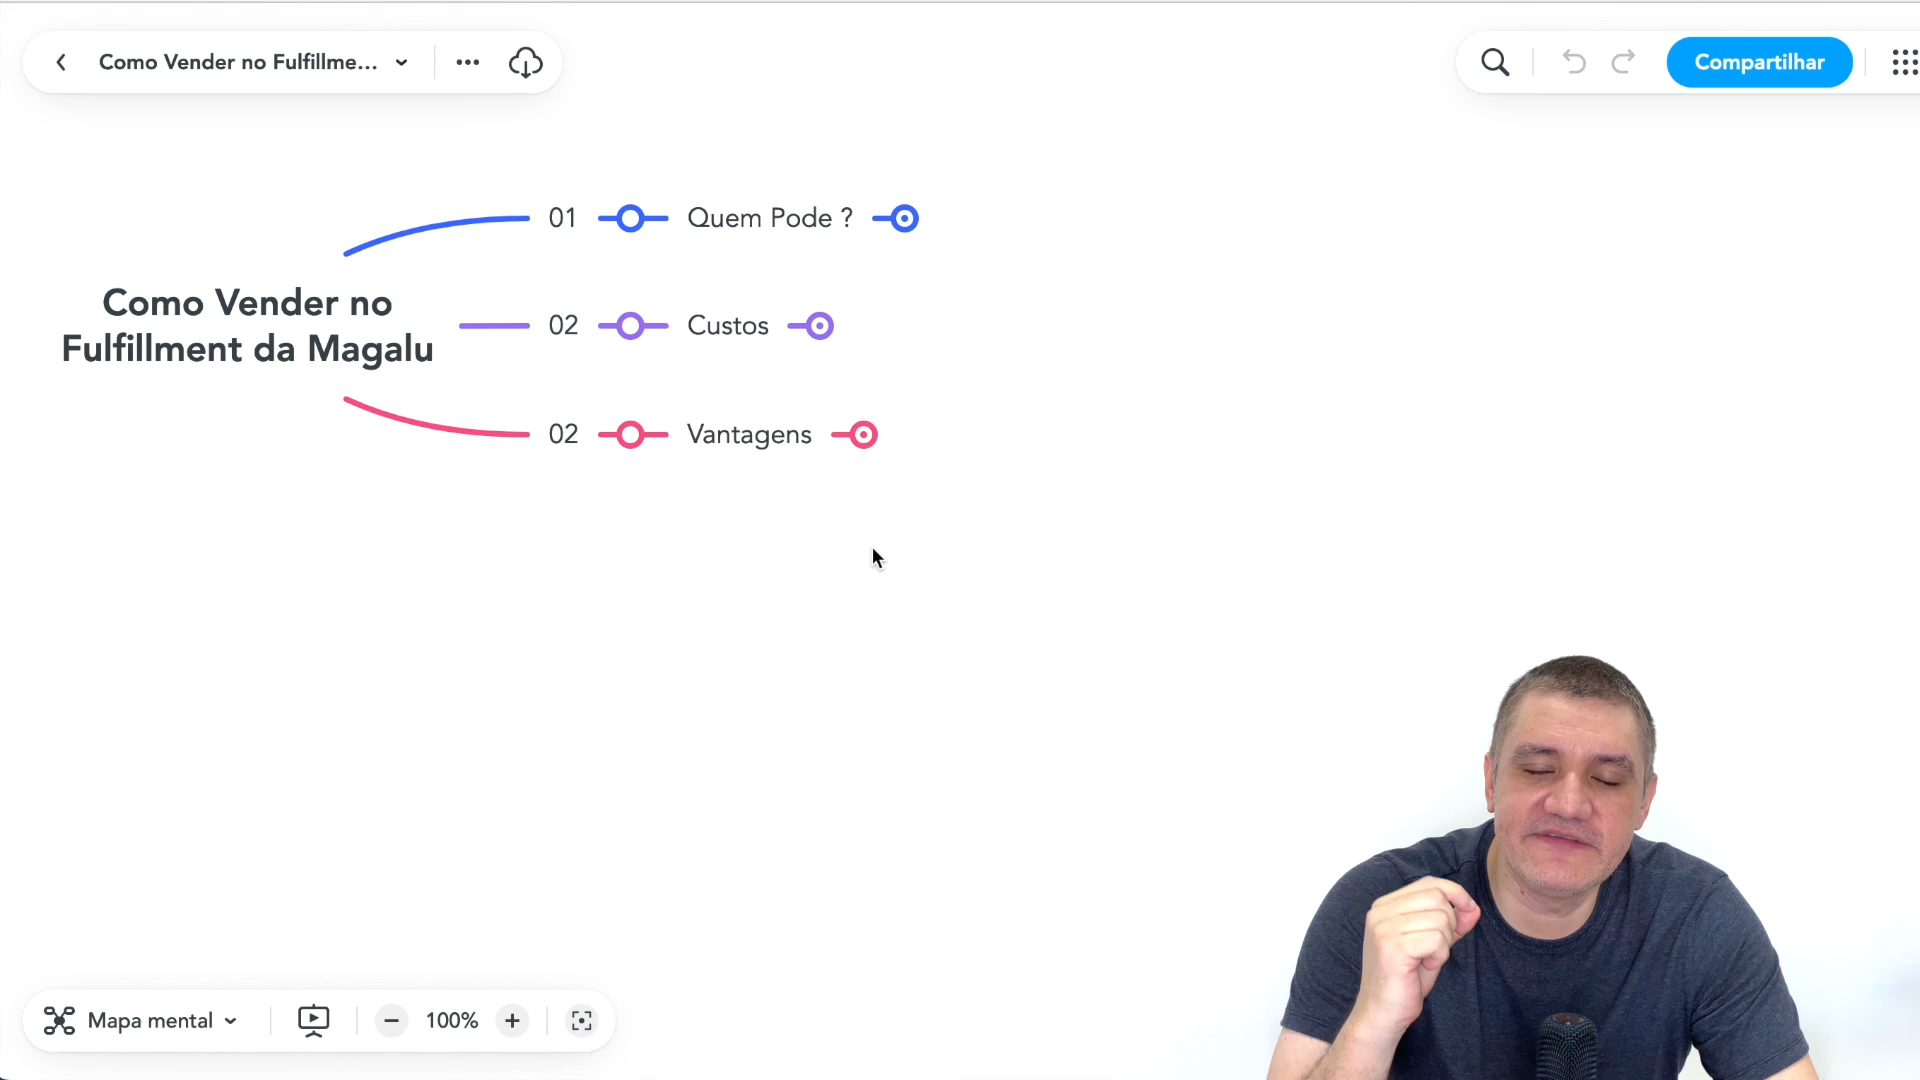 Como Vender no Fulfillme...
Compartilhar
01 Quem Pode ?
Como Vender no
Fulfillment da Magalu
02 Custos
02 Vantagens
Mapa mental
100%